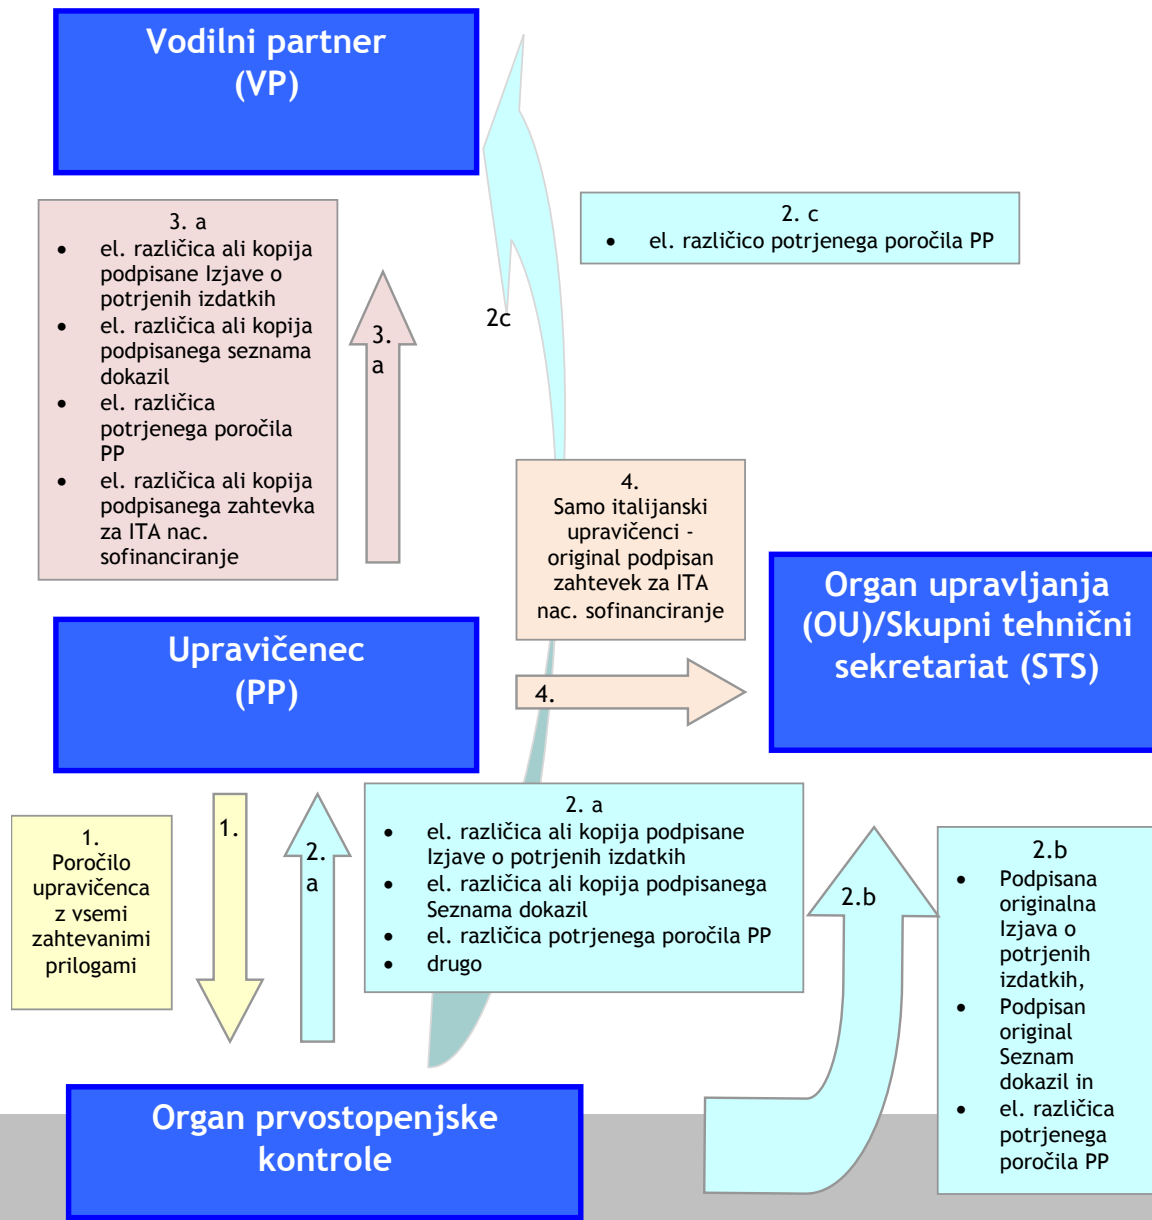 Vodilni partner
(VP)
3. a
• el. različica ali kopija
podpisane Izjave o
potrjenih izdatkih
• el. različica ali kopija
podpisanega seznama
dokazil
• el. različica
potrjenega poročila
PP
• el. različica ali kopija
podpisanega zahtevka
za ITA nac.
sofinanciranje
3.
a
2c
2. c
• el. različico potrjenega poročila PP
4.
Samo italijanski
upravičenci -
original podpisan
zahtevek za ITA
nac. sofinanciranje
Upravičenec
(PP)
4.
Organ upravljanja
(OU)/Skupni tehnični
sekretariat (STS)
1.
Poročilo
upravičenca
z vsemi
zahtevanimi
prilogami
1.
2.
a
2. a
• el. različica ali kopija podpisane
Izjave o potrjenih izdatkih
• el. različica ali kopija podpisanega
Seznama dokazil
• el. različica potrjenega poročila PP
• drugo
2.b
2.b
• Podpisana
originalna
Izjava o
potrjenih
izdatkih,
• Podpisan
original
Seznam
dokazil in
• el. različica
potrjenega
poročila PP
Organ prvostopenjske
kontrole